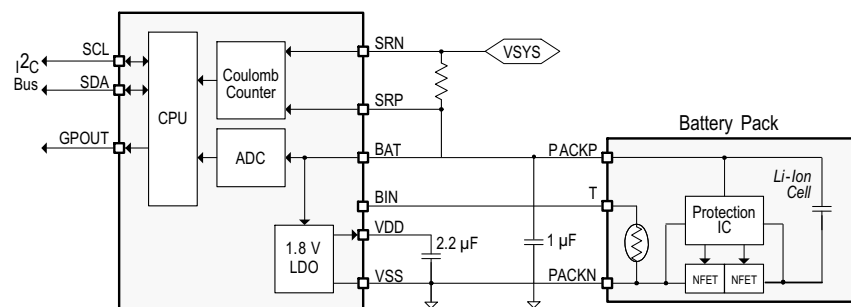 SCL
I2C
Bus
SDA
GPOUT
CPU
Coulomb
Counter
ADC
1.8 V
LDO
SRN
VSYS
SRP
BAT
BIN
VDD
2.2 µF
1 µF
VSS
Battery Pack
PACKP
T
PACKN
Li-Ion
Cell
Protection
IC
NFET NFET